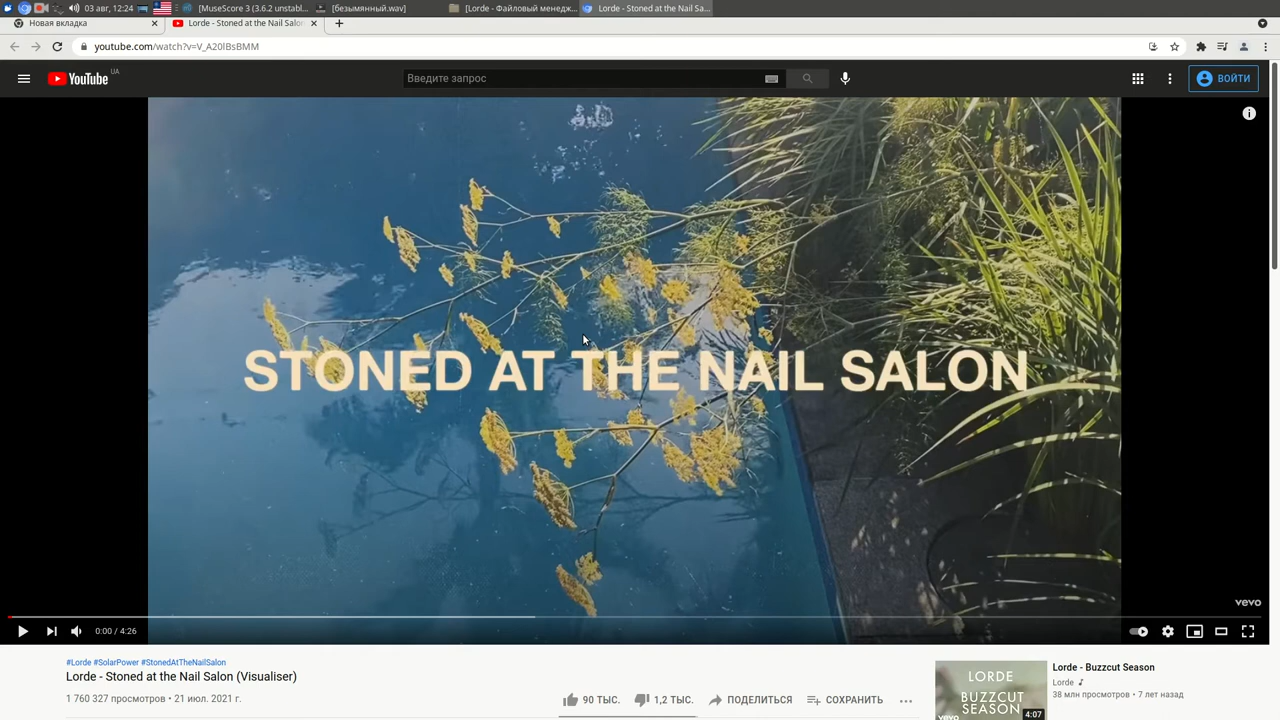 03 авг, 12:24 [MuseScore 3 (3.6.2 unstabl... [безымянный.wav] [Lorde - Файловый менедж... Lorde - Stoned at the Nail Sa...
Новая вкладка Lorde - Stoned at the Nail Salon
youtube.com/watch?v=V_A20lBsBMM
YouTube UA Введите запрос ВОЙТИ
STONED AT THE NAIL SALON
vevo
0:00 / 4:26
#Lorde #SolarPower #StonedAtTheNailSalon
Lorde - Stoned at the Nail Salon (Visualiser)
1 760 327 просмотров • 21 июл. 2021 г.
90 ТЫС. 1,2 ТЫС. ПОДЕЛИТЬСЯ СОХРАНИТЬ
LORDE
BUZZCUT
SEASON
vevo
4:07
Lorde - Buzzcut Season
Lorde
38 млн просмотров • 7 лет назад